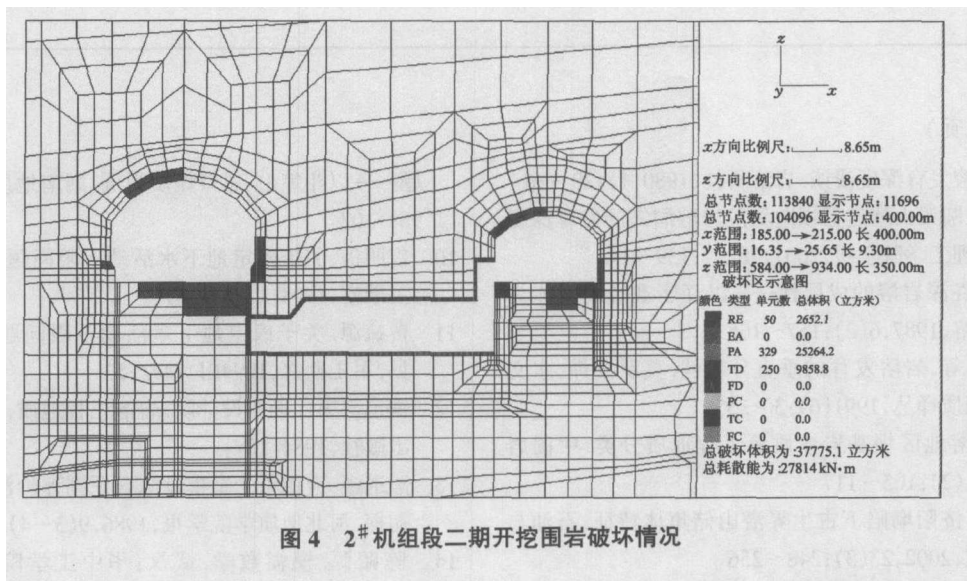 z
y x
x方向比例尺: 8.65m
z方向比例尺: 8.65m
总节点数:113840 显示节点:11696
总节点数:104096 显示节点:400.00m
x范围:185.00→215.00 长 400.00m
y范围:16.35→25.65 长 9.30m
z范围:584.00→934.00 长 350.00m
破坏区示意图
颜色 类型 单元数 总体积(立方米)
RE 50 2652.1
BA 0 0.0
PA 329 25264.2
TD 250 9858.8
FD 0 0.0
PC 0 0.0
TC 0 0.0
FC 0 0.0
总破坏体积为:37775.1 立方米
总耗散能为:27814kN·m
图 4 2#机组段二期开挖围岩破坏情况